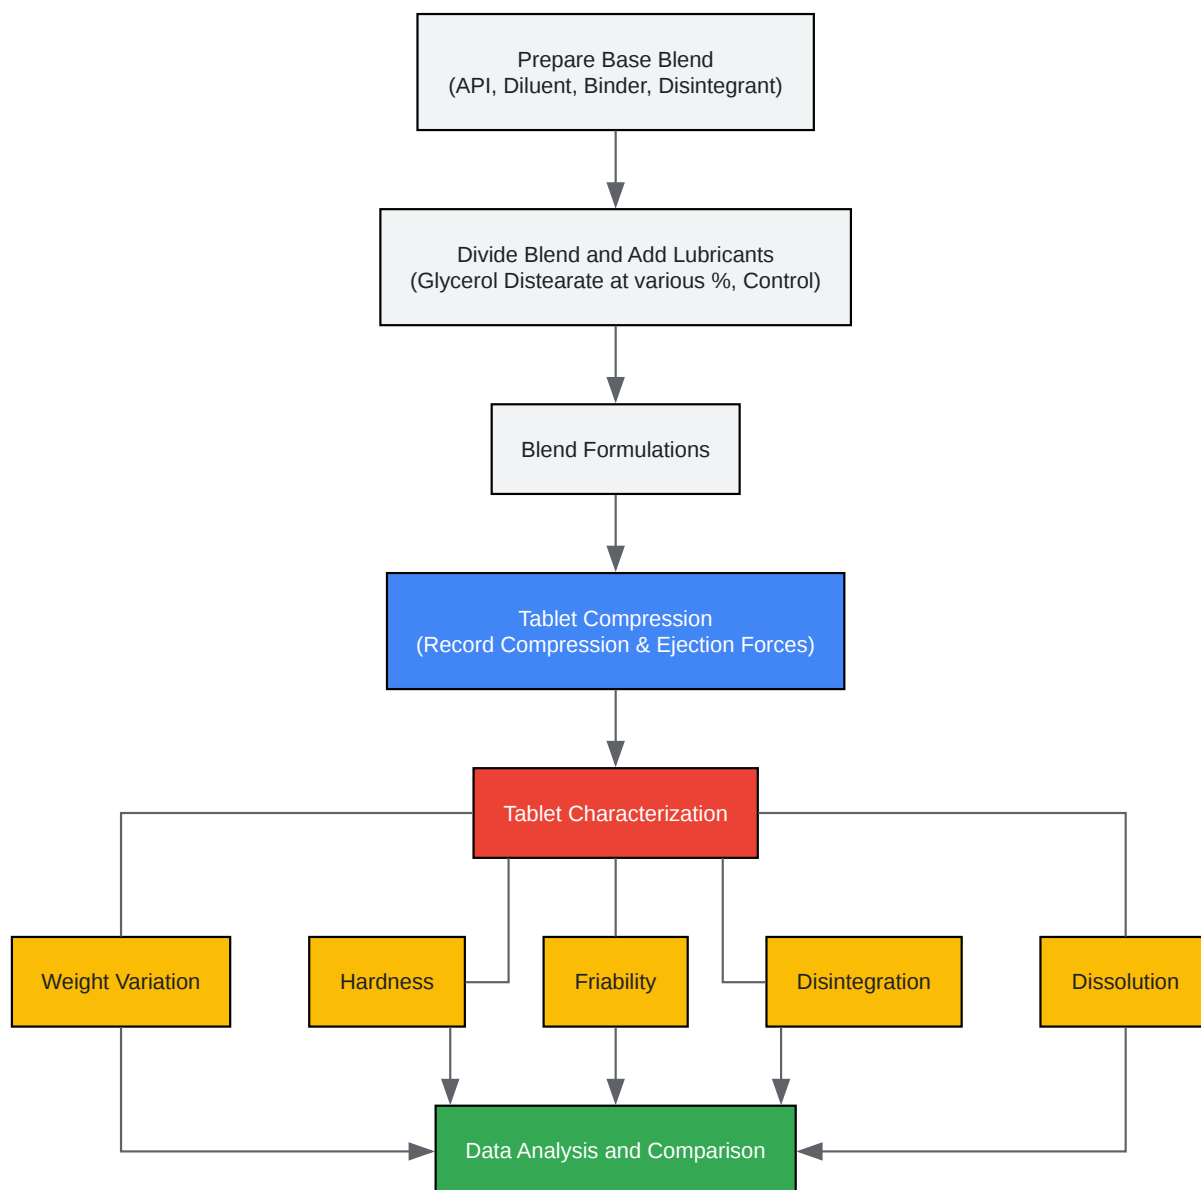 Prepare Base Blend
(API, Diluent, Binder, Disintegrant)
Divide Blend and Add Lubricants
(Glycerol Distearate at various %, Control)
Blend Formulations
Tablet Compression
(Record Compression & Ejection Forces)
Tablet Characterization
Weight Variation
Hardness
Friability
Disintegration
Dissolution
Data Analysis and Comparison